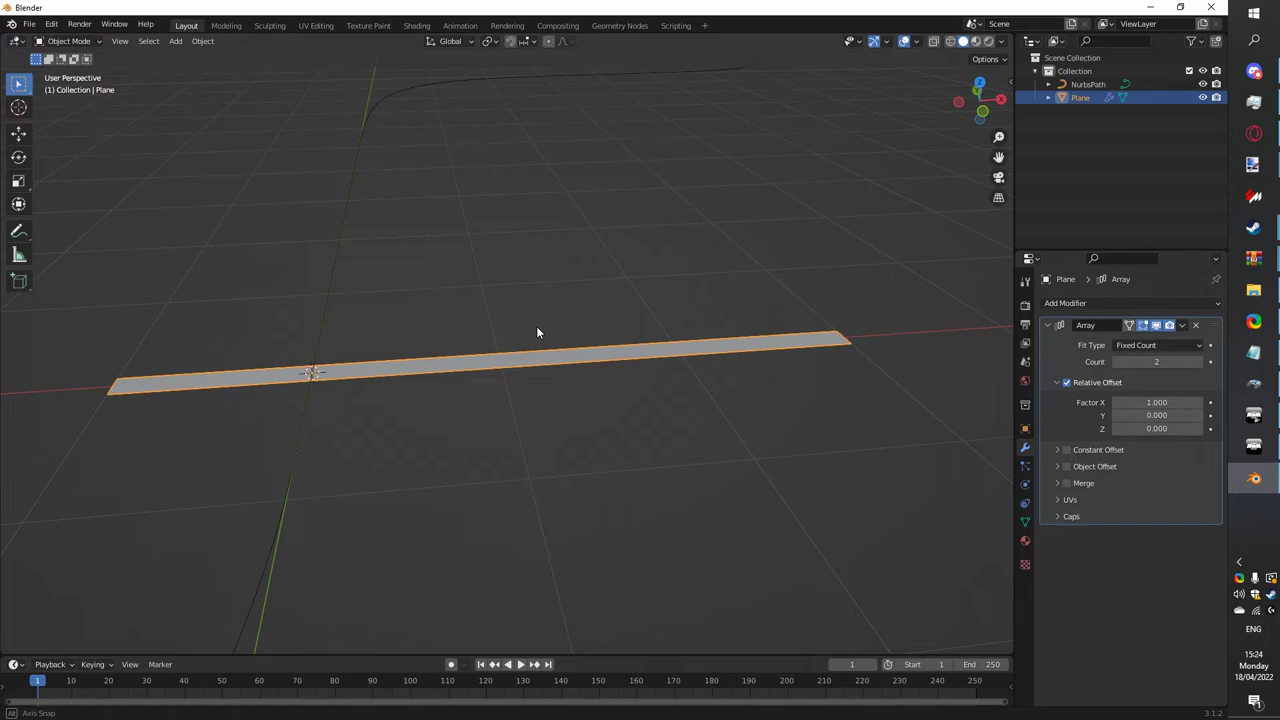 Blender
File Edit Render Window Help Layout Modeling Sculpting UV Editing Texture Paint Shading Animation Rendering Compositing Geometry Nodes Scripting + Scene ViewLayer
Object Mode View Select Add Object Global
Options
User Perspective
(1) Collection | Plane
Z
X
Scene Collection
Collection
NurbsPath
Plane
Plane > Array
Add Modifier
Array
Fit Type Fixed Count
Count 2
Relative Offset
Factor X 1.000
Y 0.000
Z 0.000
Constant Offset
Object Offset
Merge
UVs
Caps
Playback Keying View Marker 1 Start 1 End 250
1 10 20 30 40 50 60 70 80 90 100 110 120 130 140 150 160 170 180 190 200 210 220 230 240 250
Axis Snap 3.1.2
ENG
15:24
Monday
18/04/2022